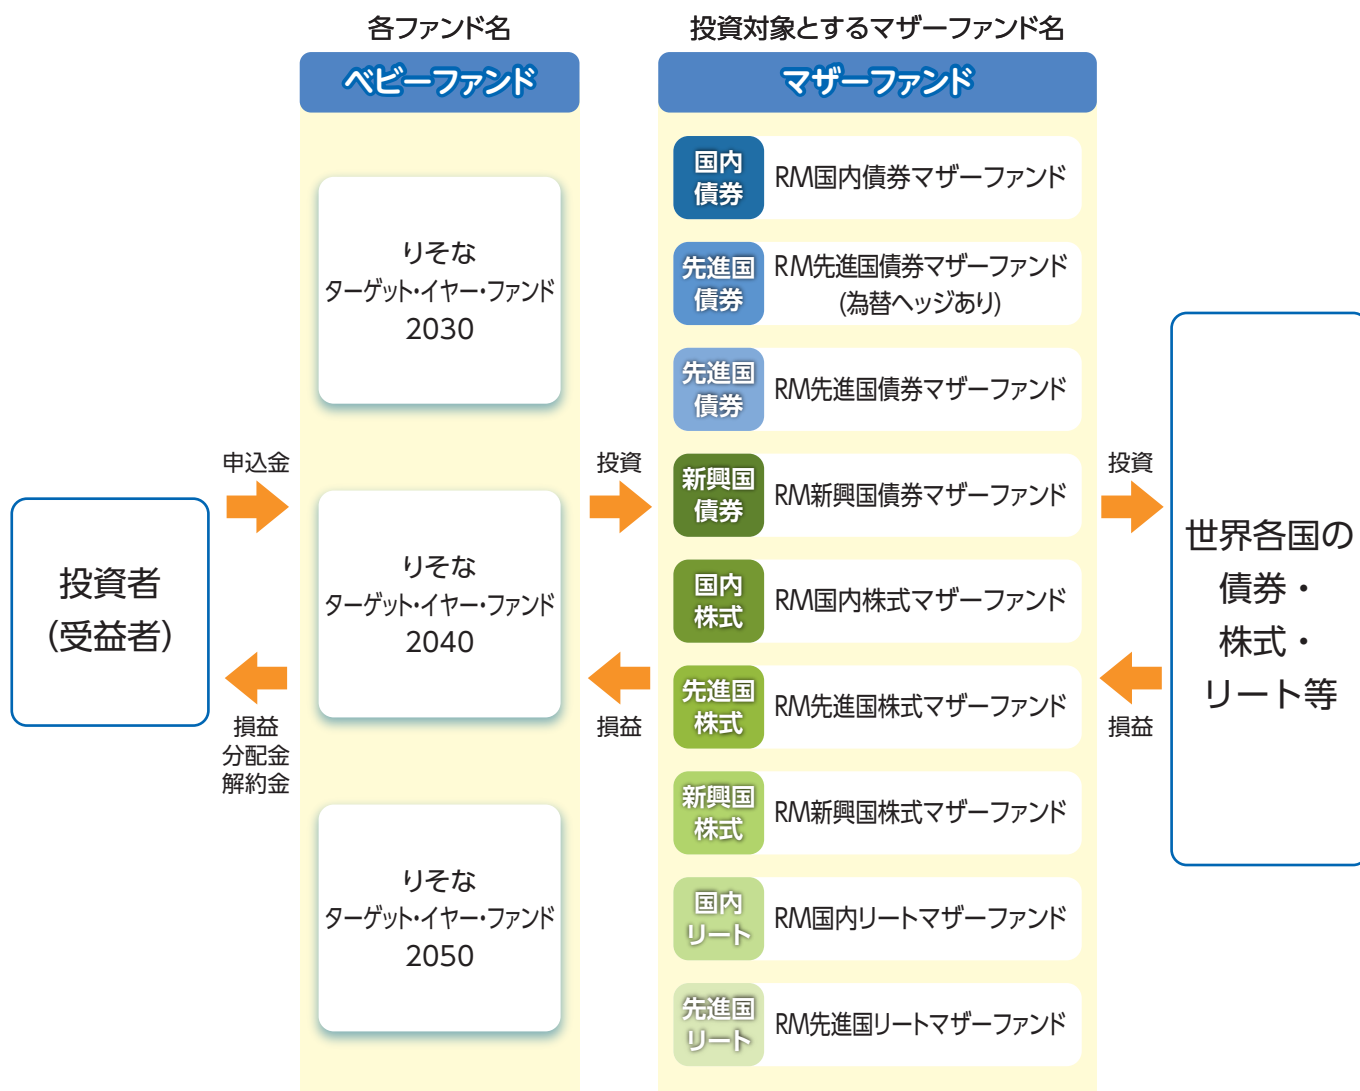 各ファンド名
投資対象とするマザーファンド名
ベビーファンド
マザーファンド
投資者
(受益者)
申込金
損益
分配金
解約金
りそな
ターゲット・イヤー・ファンド
2030
りそな
ターゲット・イヤー・ファンド
2040
りそな
ターゲット・イヤー・ファンド
2050
投資
損益
国内
債券
RM国内債券マザーファンド
先進国
債券
RM先進国債券マザーファンド
(為替ヘッジあり)
先進国
債券
RM先進国債券マザーファンド
新興国
債券
RM新興国債券マザーファンド
国内
株式
RM国内株式マザーファンド
先進国
株式
RM先進国株式マザーファンド
新興国
株式
RM新興国株式マザーファンド
国内
リート
RM国内リートマザーファンド
先進国
リート
RM先進国リートマザーファンド
投資
損益
世界各国の
債券・
株式・
リート等